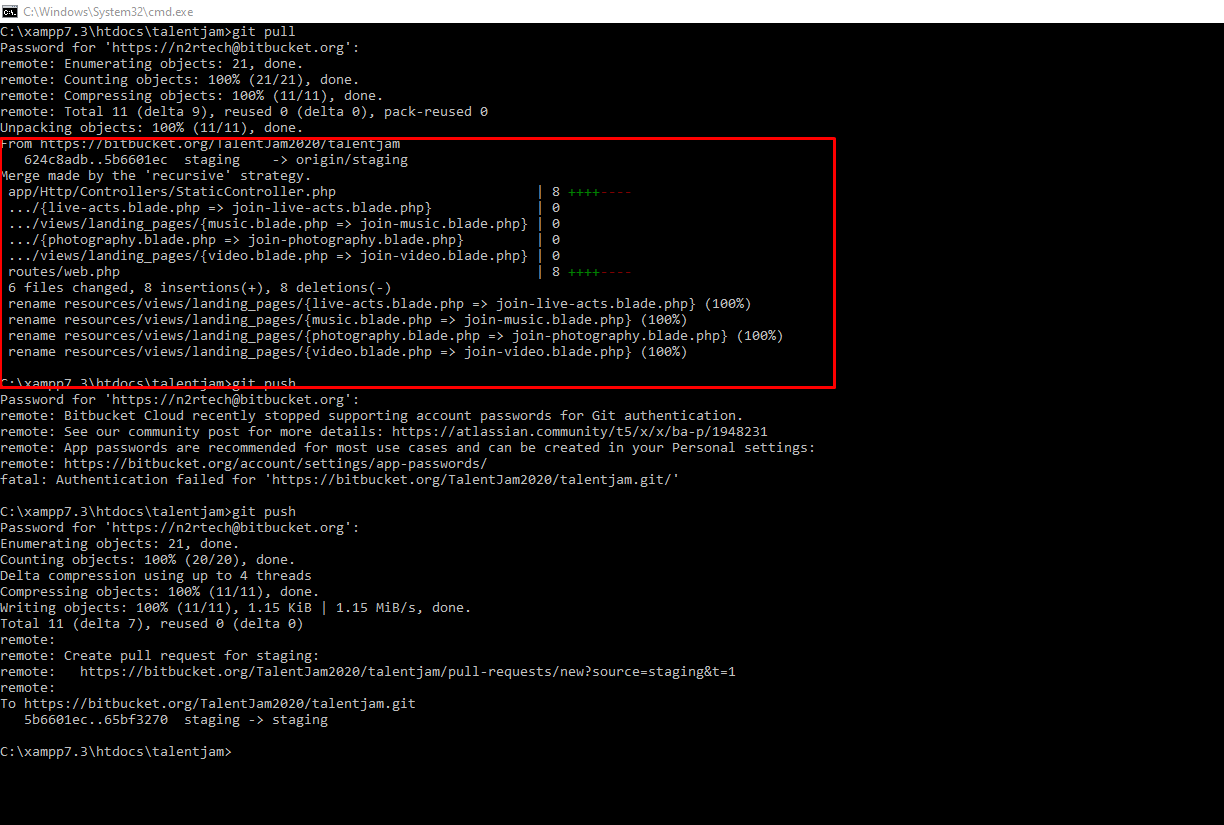 C:\Windows\System32\cmd.exe
C:\xampp7.3\htdocs\talentjam>git pull
Password for 'https://n2rtech@bitbucket.org':
remote: Enumerating objects: 21, done.
remote: Counting objects: 100% (21/21), done.
remote: Compressing objects: 100% (11/11), done.
remote: Total 11 (delta 9), reused 0 (delta 0), pack-reused 0
Unpacking objects: 100% (11/11), done.
From https://bitbucket.org/TalentJam2020/talentjam
   624c8adb..5b6601ec  staging    -> origin/staging
Merge made by the 'recursive' strategy.
 app/Http/Controllers/StaticController.php                         | 8 ++++----
 .../{live-acts.blade.php => join-live-acts.blade.php}             | 0
 .../views/landing_pages/{music.blade.php => join-music.blade.php} | 0
 .../{photography.blade.php => join-photography.blade.php}         | 0
 .../views/landing_pages/{video.blade.php => join-video.blade.php} | 0
 routes/web.php                                                    | 8 ++++----
 6 files changed, 8 insertions(+), 8 deletions(-)
 rename resources/views/landing_pages/{live-acts.blade.php => join-live-acts.blade.php} (100%)
 rename resources/views/landing_pages/{music.blade.php => join-music.blade.php} (100%)
 rename resources/views/landing_pages/{photography.blade.php => join-photography.blade.php} (100%)
 rename resources/views/landing_pages/{video.blade.php => join-video.blade.php} (100%)
C:\xampp7.3\htdocs\talentjam>git push
Password for 'https://n2rtech@bitbucket.org':
remote: Bitbucket Cloud recently stopped supporting account passwords for Git authentication.
remote: See our community post for more details: https://atlassian.community/t5/x/x/ba-p/1948231
remote: App passwords are recommended for most use cases and can be created in your Personal settings:
remote: https://bitbucket.org/account/settings/app-passwords/
fatal: Authentication failed for 'https://bitbucket.org/TalentJam2020/talentjam.git/'
C:\xampp7.3\htdocs\talentjam>git push
Password for 'https://n2rtech@bitbucket.org':
Enumerating objects: 21, done.
Counting objects: 100% (20/20), done.
Delta compression using up to 4 threads
Compressing objects: 100% (11/11), done.
Writing objects: 100% (11/11), 1.15 KiB | 1.15 MiB/s, done.
Total 11 (delta 7), reused 0 (delta 0)
remote:
remote: Create pull request for staging:
remote:   https://bitbucket.org/TalentJam2020/talentjam/pull-requests/new?source=staging&t=1
remote:
To https://bitbucket.org/TalentJam2020/talentjam.git
   5b6601ec..65bf3270  staging -> staging
C:\xampp7.3\htdocs\talentjam>